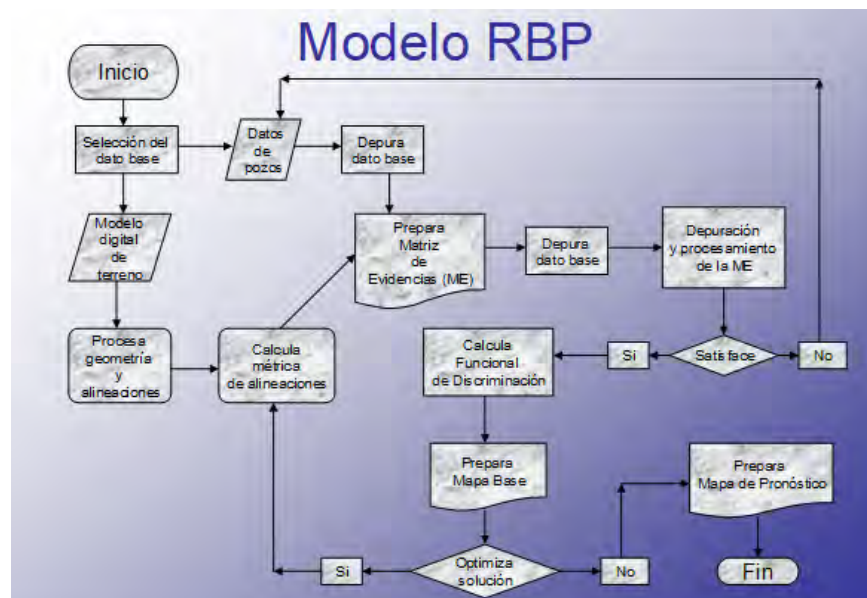 Modelo RBP
Inicio
Selección del
dato base
Datos
de
pozos
Depura
dato base
Modelo
digital
de
terreno
Prepara
Matriz
de
Evidencias (ME)
Depura
dato base
Depuración
y procesamiento
de la ME
Procesa
geometría
y
alineaciones
Calcula
métrica
de alineaciones
Calcula
Funcional
de Discriminación
Si
Satisface
No
Prepara
Mapa Base
Prepara
Mapa de Pronóstico
Si
Optimiza
solución
No
Fin